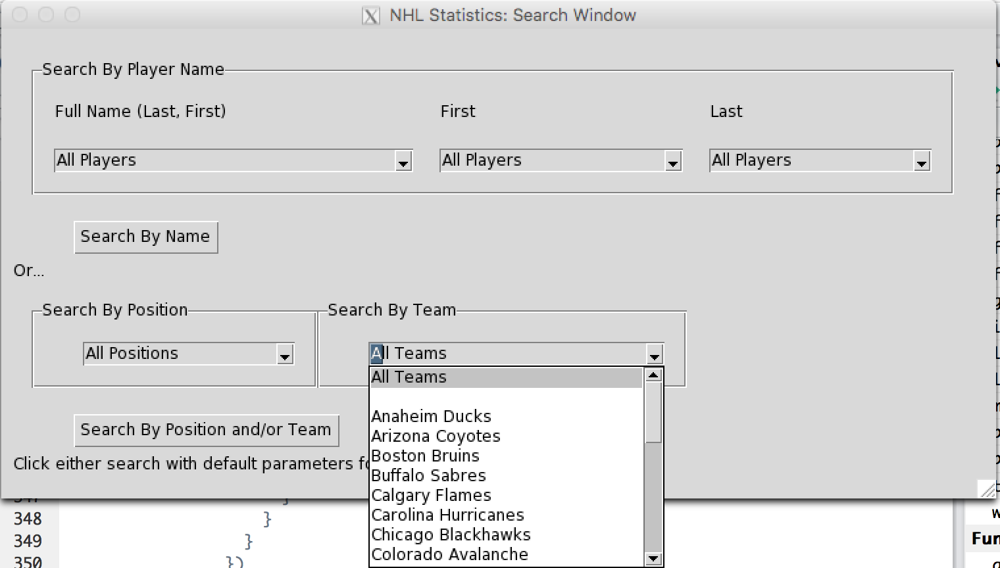 NHL Statistics: Search Window
Search By Player Name
Full Name (Last, First) First Last
All Players All Players All Players
Search By Name
Or...
Search By Position Search By Team
All Positions All Teams
All Teams
Anaheim Ducks
Arizona Coyotes
Boston Bruins
Buffalo Sabres
Calgary Flames
Carolina Hurricanes
Chicago Blackhawks
Colorado Avalanche
Search By Position and/or Team
Click either search with default parameters
348 }
349 }
350 })